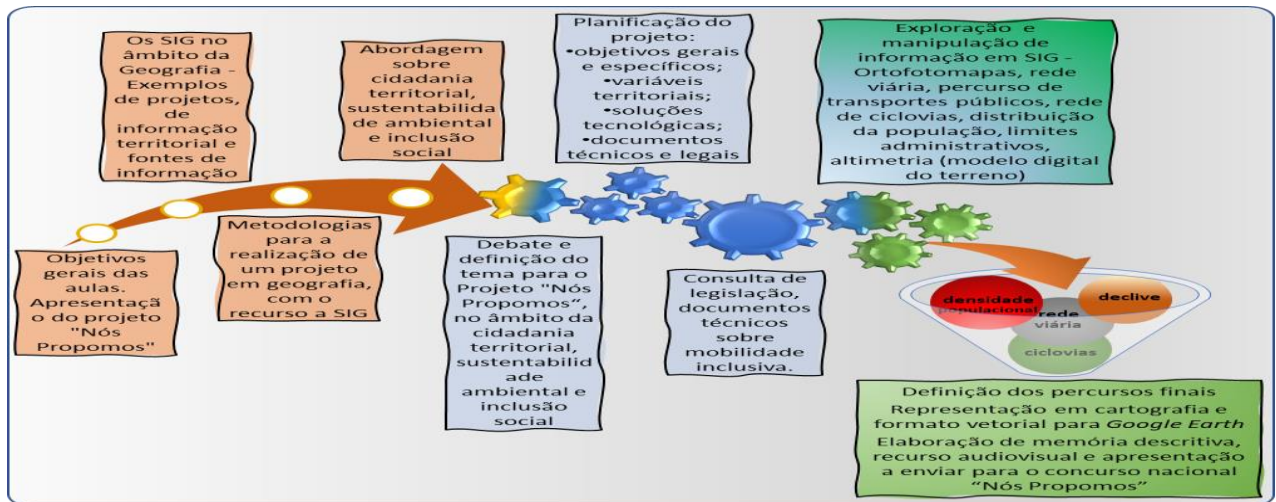 Objetivos
gerais das
aulas.
Apresentaçã
o do projeto
"Nós
Propomos"
Os SIG no
âmbito da
Geografia -
Exemplos
de projetos,
de
informação
territorial e
fontes de
informação
Metodologias
para a
realização de
um projeto
em geografia,
com o
recurso a SIG
Abordagem
sobre
cidadania
territorial,
sustentabilida
de ambiental
e inclusão
social
Debate e
definição do
tema para o
Projeto "Nós
Propomos",
no âmbito da
cidadania
territorial,
sustentabilid
ade
ambiental e
inclusão
social
Planificação do
projeto:
•objetivos gerais
e específicos;
•variáveis
territoriais;
•soluções
tecnológicas;
•documentos
técnicos e legais
Consulta de
legislação,
documentos
técnicos
sobre
mobilidade
inclusiva.
Exploração e
manipulação de
informação em SIG -
Ortofotomapas, rede
viária, percurso de
transportes públicos, rede
de ciclovias, distribuição
da população, limites
administrativos,
altimetria (modelo digital
do terreno)
densidade
populacional
declive
rede
viária
ciclovias
Definição dos percursos finais
Representação em cartografia e
formato vetorial para Google Earth
Elaboração de memória descritiva,
recurso audiovisual e apresentação
a enviar para o concurso nacional
"Nós Propomos"